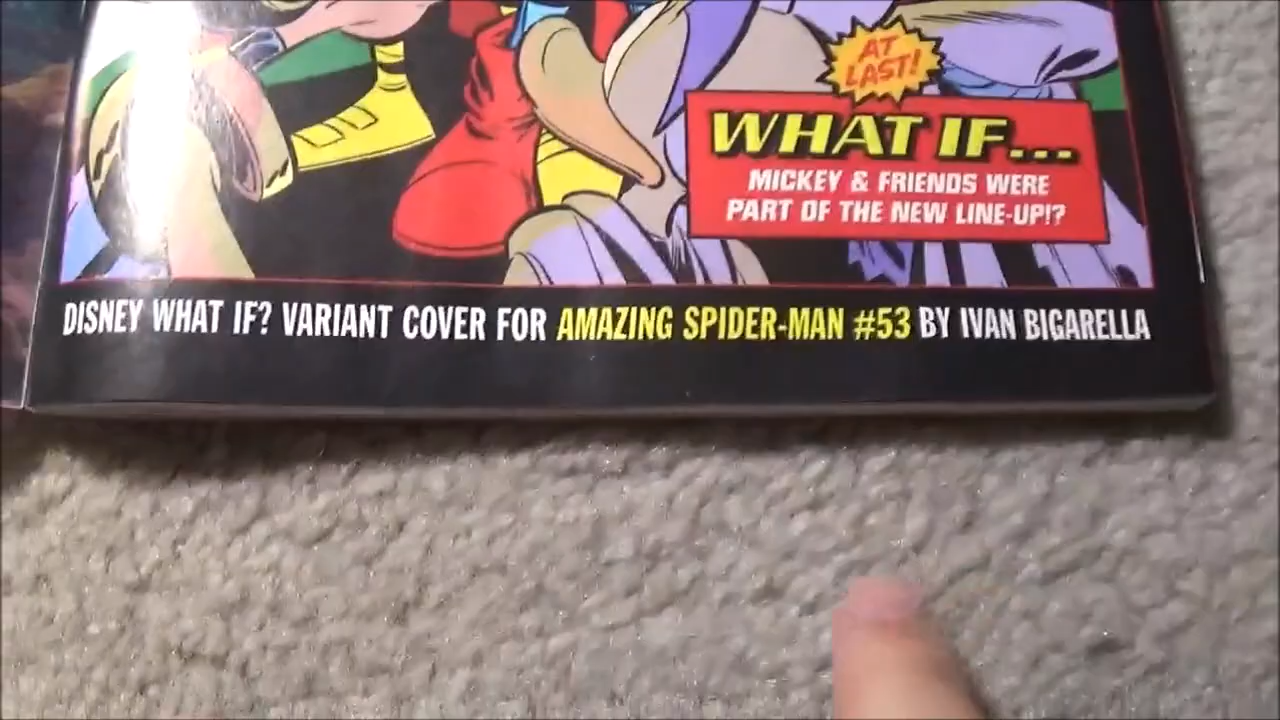 AT
LAST!
WHAT IF...
MICKEY & FRIENDS WERE
PART OF THE NEW LINE-UP!?
DISNEY WHAT IF? VARIANT COVER FOR AMAZING SPIDER-MAN #53 BY IVAN BIGARELLA